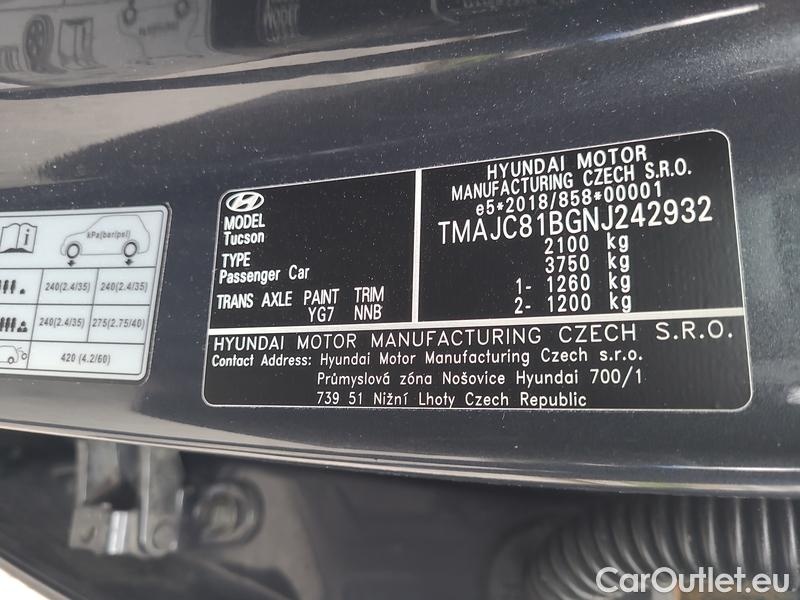 kPa(bar/psi)
240(2.4/35) 240(2.4/35)
240(2.4/35) 275(2.75/40)
420 (4.2/60)
MODEL
Tucson
TYPE
Passenger Car
TRANS AXLE PAINT TRIM
YG7 NNB
HYUNDAI MOTOR
MANUFACTURING CZECH S.R.O.
e5*2018/858*00001
TMAJC81BGNJ242932
2100 kg
3750 kg
1- 1260 kg
2- 1200 kg
HYUNDAI MOTOR MANUFACTURING CZECH S.R.O.
Contact Address: Hyundai Motor Manufacturing Czech s.r.o.
Průmyslová zóna Nošovice Hyundai 700/1
739 51 Nižní Lhoty Czech Republic
CarOutlet.eu